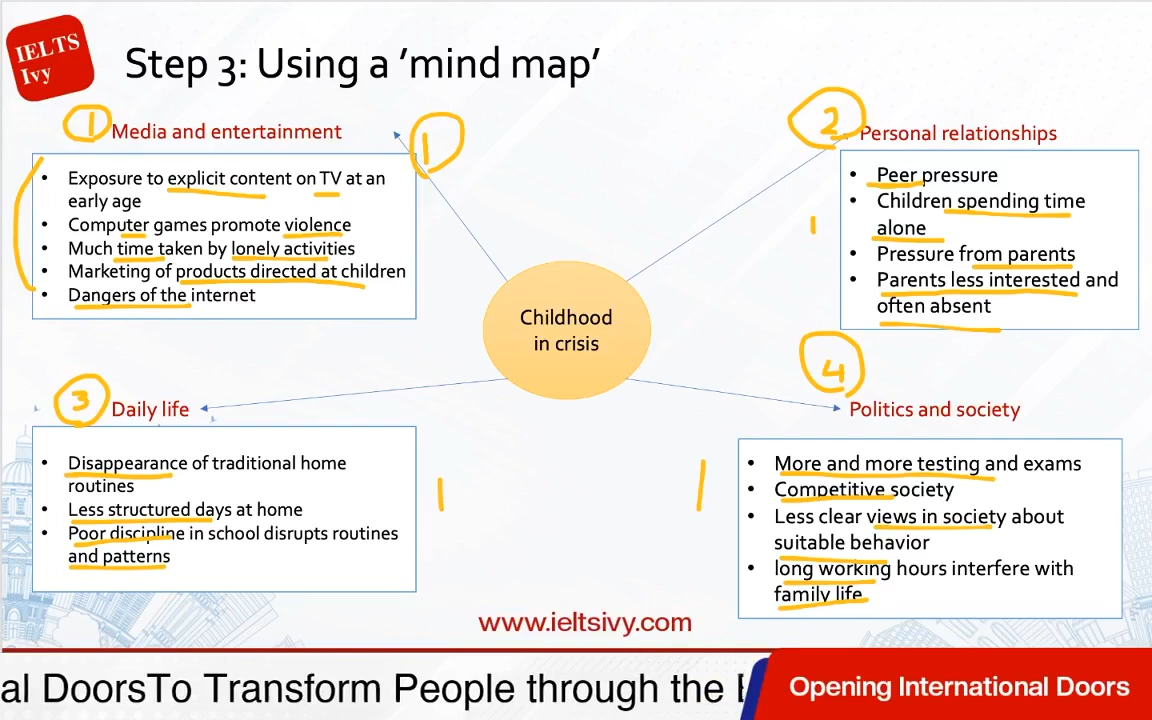 IELTS
Ivy
Step 3: Using a ‘mind map’
1
Media and entertainment
1
• Exposure to explicit content on TV at an
early age
• Computer games promote violence
• Much time taken by lonely activities
• Marketing of products directed at children
• Dangers of the internet
2
Personal relationships
• Peer pressure
• Children spending time
alone
• Pressure from parents
• Parents less interested and
often absent
Childhood
in crisis
3
Daily life
• Disappearance of traditional home
routines
• Less structured days at home
• Poor discipline in school disrupts routines
and patterns
4
Politics and society
• More and more testing and exams
• Competitive society
• Less clear views in society about
suitable behavior
• long working hours interfere with
family life
www.ieltsivy.com
al DoorsTo Transform People through the
Opening International Doors